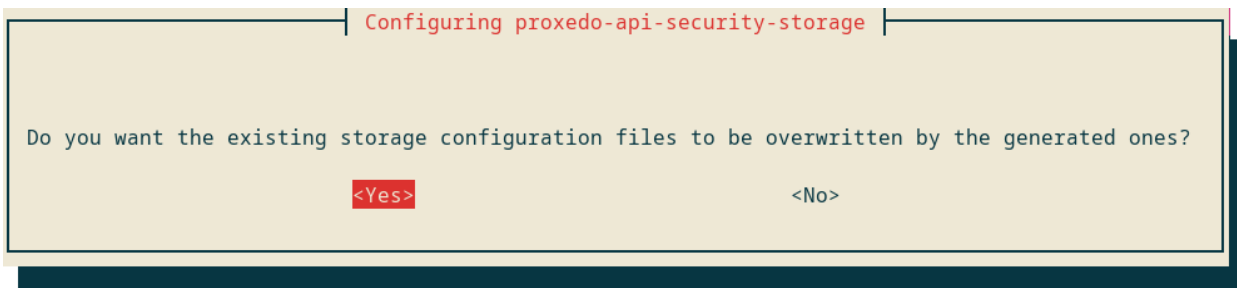 Configuring proxedo-api-security-storage
Do you want the existing storage configuration files to be overwritten by the generated ones?
<Yes> <No>